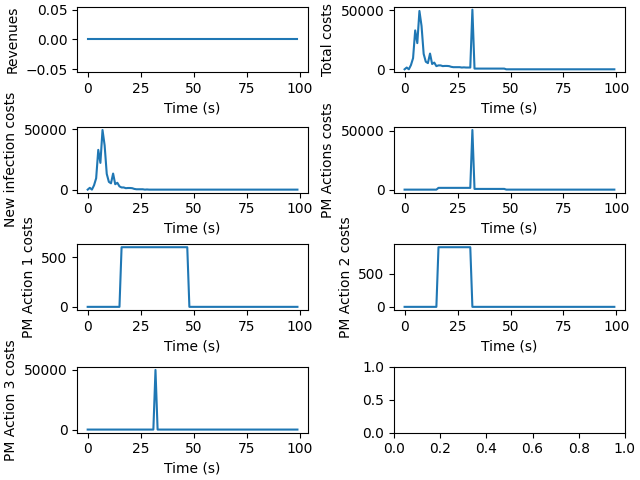 Revenues
0.05
0.00
−0.05
0 25 50 75 100
Time (s)
Total costs
50000
0
0 25 50 75 100
Time (s)
New infection costs
50000
0
0 25 50 75 100
Time (s)
PM Actions costs
50000
0
0 25 50 75 100
Time (s)
PM Action 1 costs
500
0
0 25 50 75 100
Time (s)
PM Action 2 costs
500
0
0 25 50 75 100
Time (s)
PM Action 3 costs
50000
0
0 25 50 75 100
Time (s)
1.0
0.5
0.0
0.0 0.2 0.4 0.6 0.8 1.0